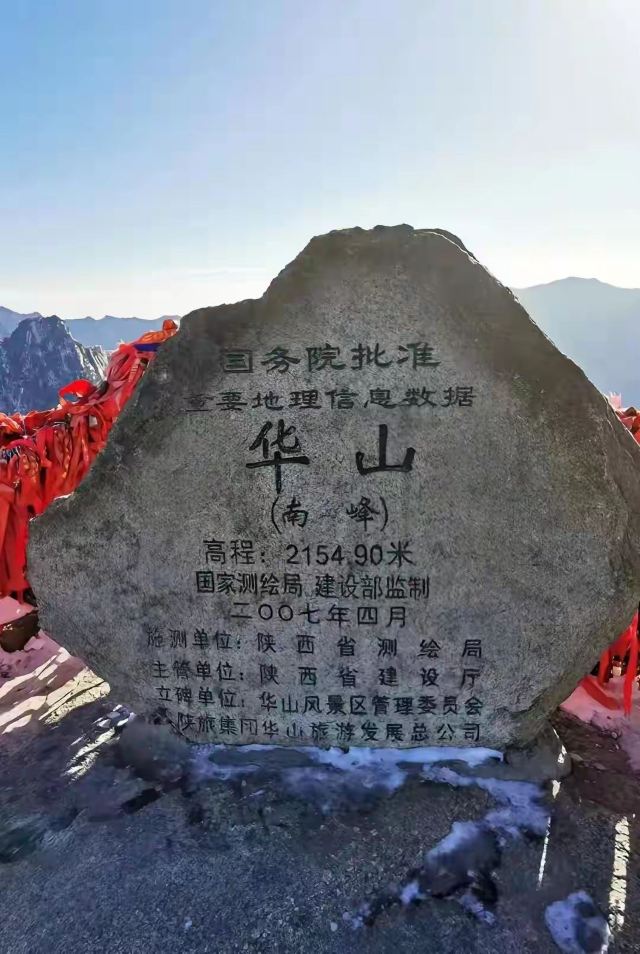 国务院批准
重要地理信息数据
华 山
(南 峰)
高程：2154.90米
国家测绘局 建设部监制
二〇〇七年四月
施测单位：陕西省测绘局
主管单位：陕西省建设厅
立碑单位：华山风景区管理委员会
陕旅集团华山旅游发展总公司